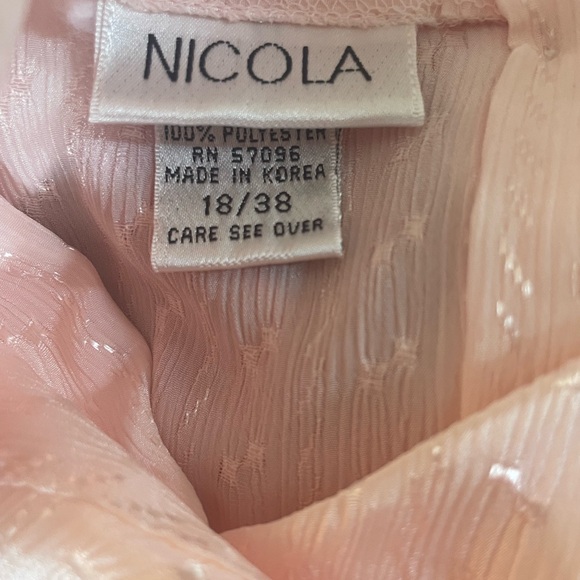 NICOLA
100% POLYESTER
RN 57096
MADE IN KOREA
18/38
CARE SEE OVER